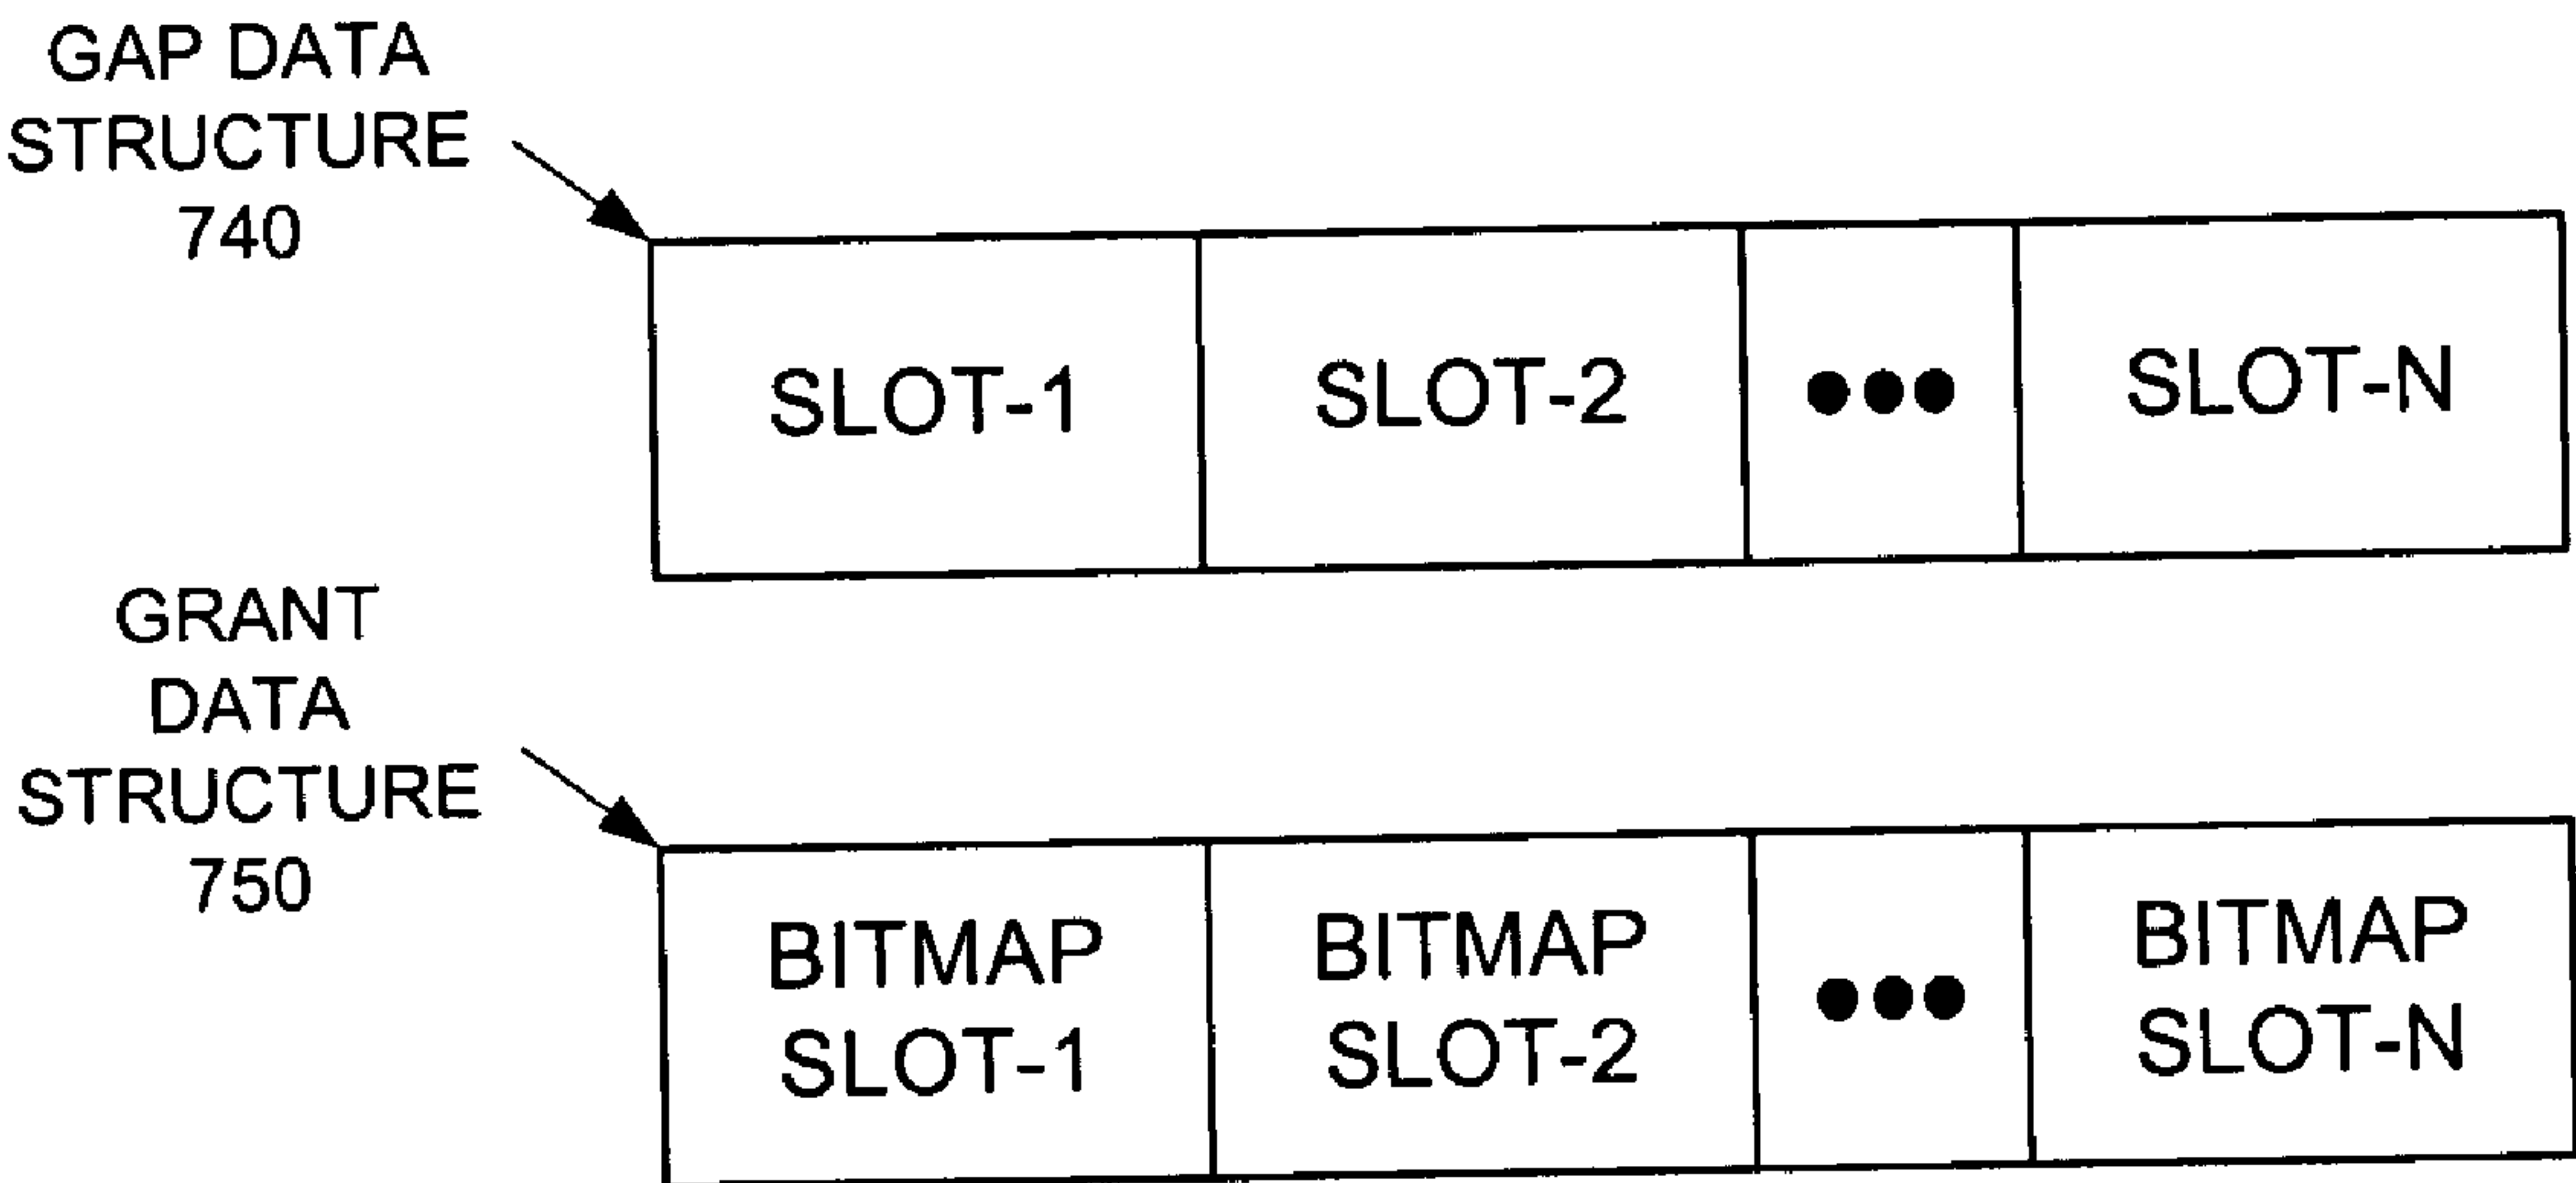 GAP DATA
STRUCTURE
740
SLOT-1
SLOT-2
●●●
SLOT-N
GRANT
DATA
STRUCTURE
750
BITMAP
SLOT-1
BITMAP
SLOT-2
●●●
BITMAP
SLOT-N